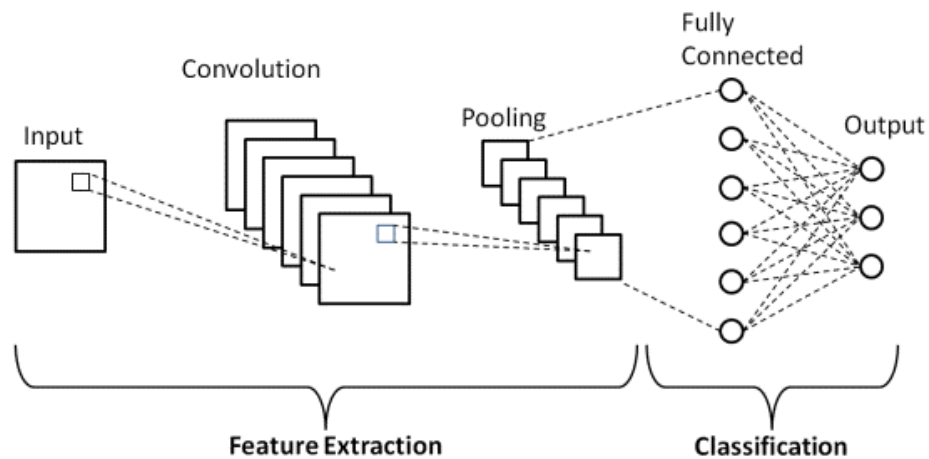 Input
Convolution
Pooling
Fully
Connected
Output
Feature Extraction
Classification